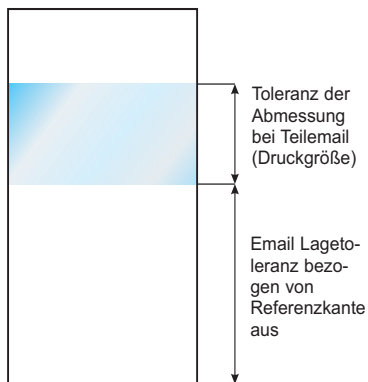 Toleranz der
Abmessung
bei Teilemail
(Druckgröße)
Email Lageto-
leranz bezo-
gen von
Referenzkante
aus